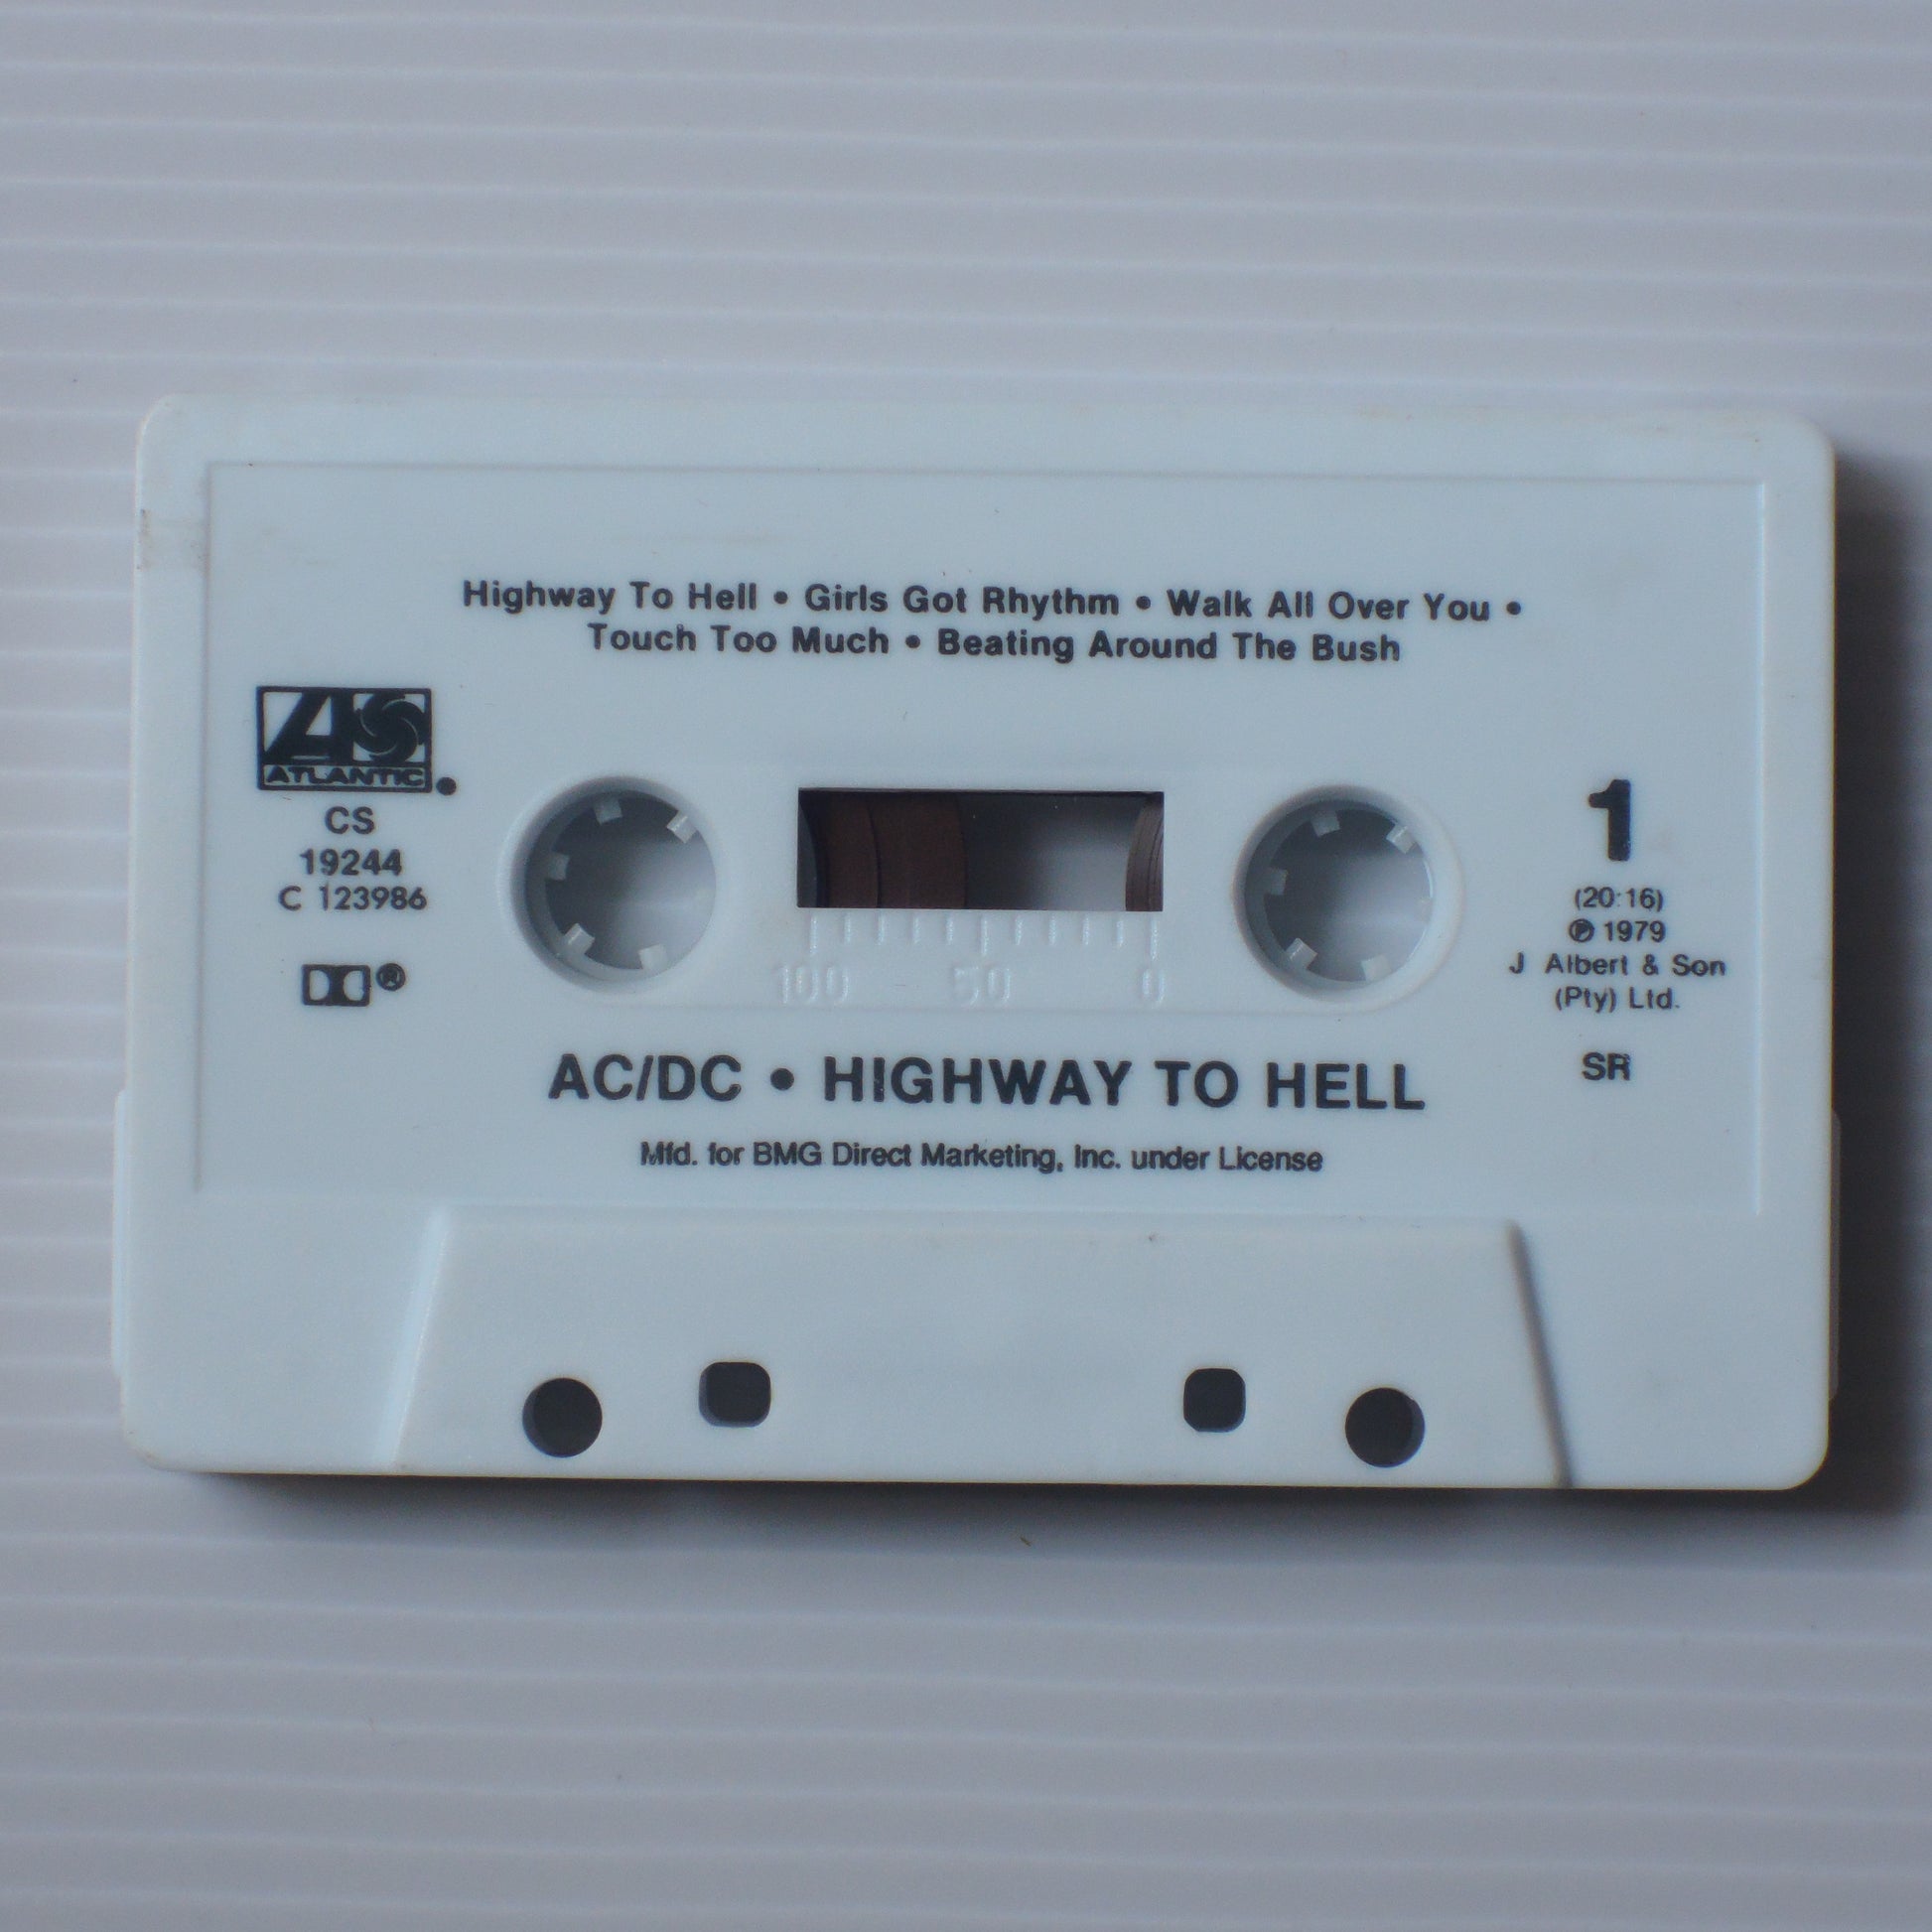 Highway To Hell • Girls Got Rhythm • Walk All Over You •
Touch Too Much • Beating Around The Bush
ATLANTIC
CS
19244
C 123986
®
100 50 0
1
(20:16)
℗ 1979
J Albert & Son
(Pty) Ltd.
SR
AC/DC • HIGHWAY TO HELL
Mfd. for BMG Direct Marketing, Inc. under License